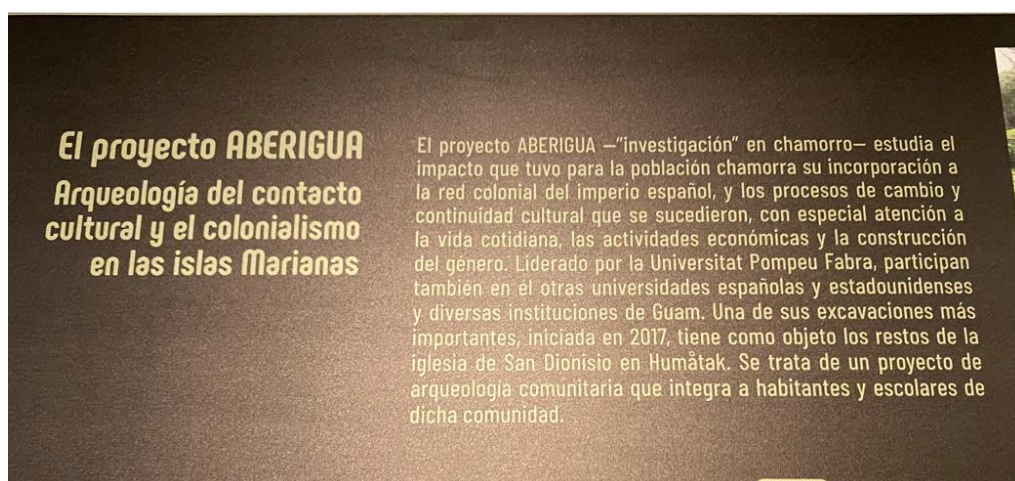 El proyecto ABERIGUA
Arqueología del contacto
cultural y el colonialismo
en las islas Marianas
El proyecto ABERIGUA —"investigación" en chamorro— estudia el
impacto que tuvo para la población chamorra su incorporación a
la red colonial del imperio español, y los procesos de cambio y
continuidad cultural que se sucedieron, con especial atención a
la vida cotidiana, las actividades económicas y la construcción
del género. Liderado por la Universitat Pompeu Fabra, participan
también en él otras universidades españolas y estadounidenses
y diversas instituciones de Guam. Una de sus excavaciones más
importantes, iniciada en 2017, tiene como objeto los restos de la
iglesia de San Dionisio en Humåtak. Se trata de un proyecto de
arqueología comunitaria que integra a habitantes y escolares de
dicha comunidad.